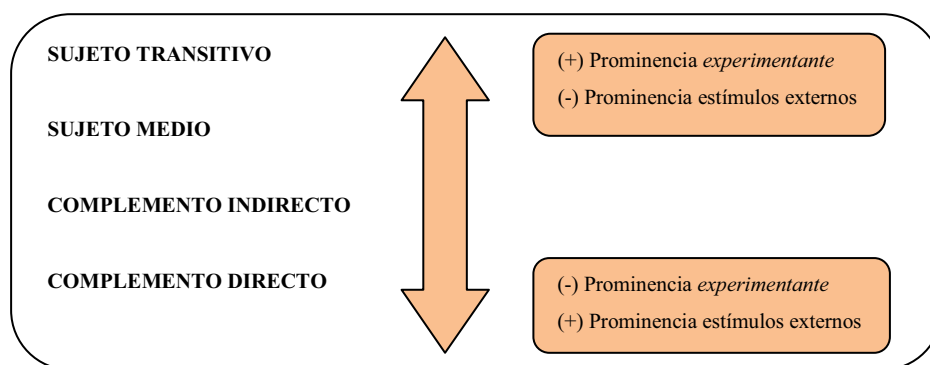 SUJETO TRANSITIVO
SUJETO MEDIO
COMPLEMENTO INDIRECTO
COMPLEMENTO DIRECTO
(+) Prominencia experimentante
(-) Prominencia estímulos externos
(-) Prominencia experimentante
(+) Prominencia estímulos externos